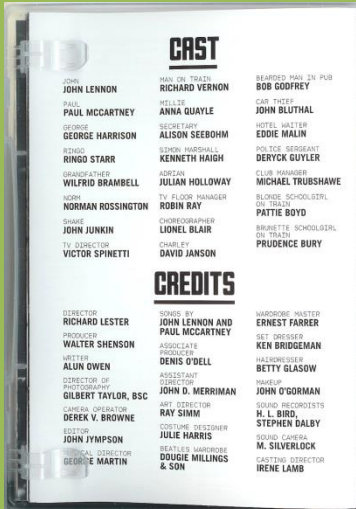 CAST
JOHN
JOHN LENNON
PAUL
PAUL MCCARTNEY
GEORGE
GEORGE HARRISON
RINGO
RINGO STARR
GRANDFATHER
WILFRID BRAMBELL
NORM
NORMAN ROSSINGTON
SHAKE
JOHN JUNKIN
TV DIRECTOR
VICTOR SPINETTI
MAN ON TRAIN
RICHARD VERNON
MILLIE
ANNA QUAYLE
SECRETARY
ALISON SEEBOHM
SIMON MARSHALL
KENNETH HAIGH
ADRIAN
JULIAN HOLLOWAY
TV FLOOR MANAGER
ROBIN RAY
CHOREOGRAPHER
LIONEL BLAIR
CHARLEY
DAVID JANSON
BEARDED MAN IN PUB
BOB GODFREY
CAR THIEF
JOHN BLUTHAL
HOTEL WAITER
EDDIE MALIN
POLICE SERGEANT
DERYCK GUYLER
CLUB MANAGER
MICHAEL TRUBSHAWE
BLONDE SCHOOLGIRL
ON TRAIN
PATTIE BOYD
BRUNETTE SCHOOLGIRL
ON TRAIN
PRUDENCE BURY
CREDITS
DIRECTOR
RICHARD LESTER
PRODUCER
WALTER SHENSON
WRITER
ALUN OWEN
DIRECTOR OF
PHOTOGRAPHY
GILBERT TAYLOR, BSC
CAMERA OPERATOR
DEREK V. BROWNE
EDITOR
JOHN JYMPSON
MUSICAL DIRECTOR
GEORGE MARTIN
SONGS BY
JOHN LENNON AND
PAUL MCCARTNEY
ASSOCIATE
PRODUCER
DENIS O'DELL
ASSISTANT
DIRECTOR
JOHN D. MERRIMAN
ART DIRECTOR
RAY SIMM
COSTUME DESIGNER
JULIE HARRIS
BEATLES WARDROBE
DOUGIE MILLINGS
& SON
WARDROBE MASTER
ERNEST FARRER
SET DRESSER
KEN BRIDGEMAN
HAIRDRESSER
BETTY GLASOW
MAKEUP
JOHN O'GORMAN
SOUND RECORDISTS
H. L. BIRD,
STEPHEN DALBY
SOUND CAMERA
M. SILVERLOCK
CASTING DIRECTOR
IRENE LAMB